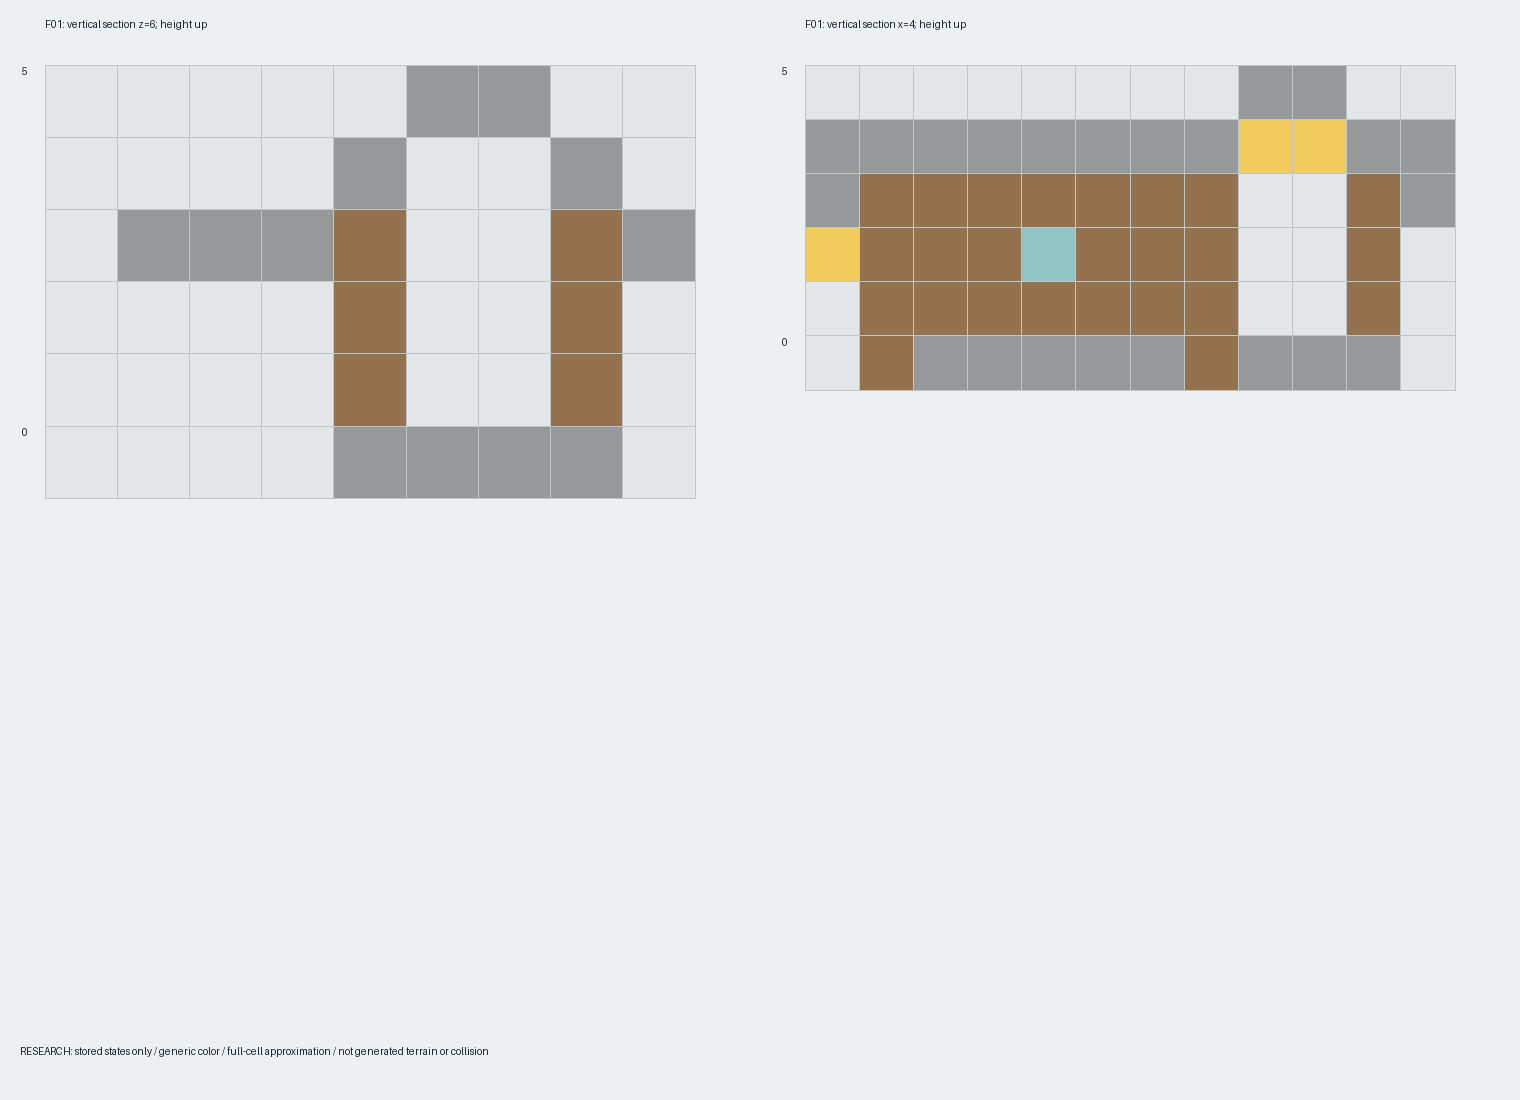 F01: vertical section z=6; height up
F01: vertical section x=4; height up
5
5
0
0
RESEARCH: stored states only / generic color / full-cell approximation / not generated terrain or collision